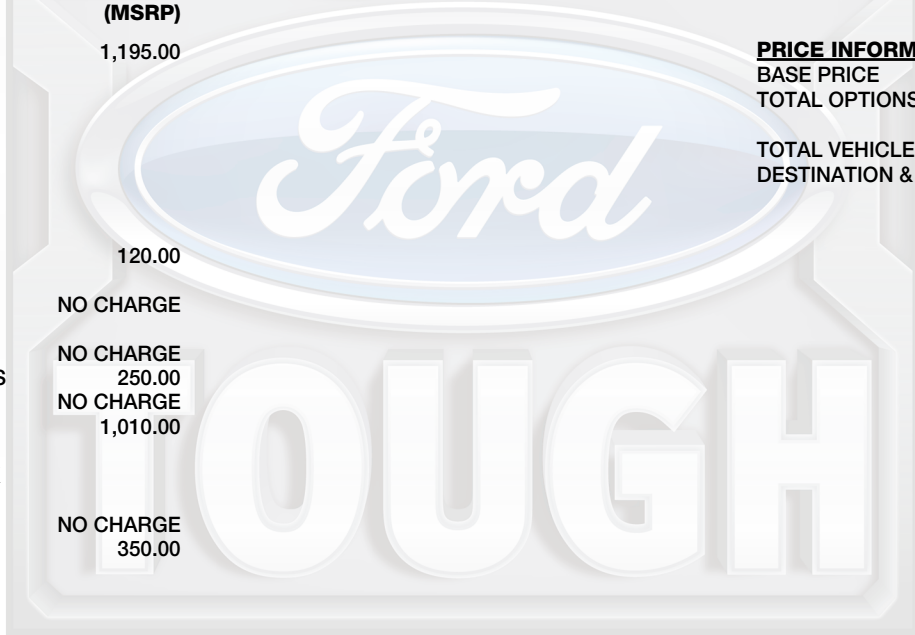 (MSRP)
1,195.00
120.00
NO CHARGE
NO CHARGE
250.00
NO CHARGE
1,010.00
NO CHARGE
350.00
PRICE INFORM
BASE PRICE
TOTAL OPTIONS
TOTAL VEHICLE
DESTINATION &
Ford
TOUGH